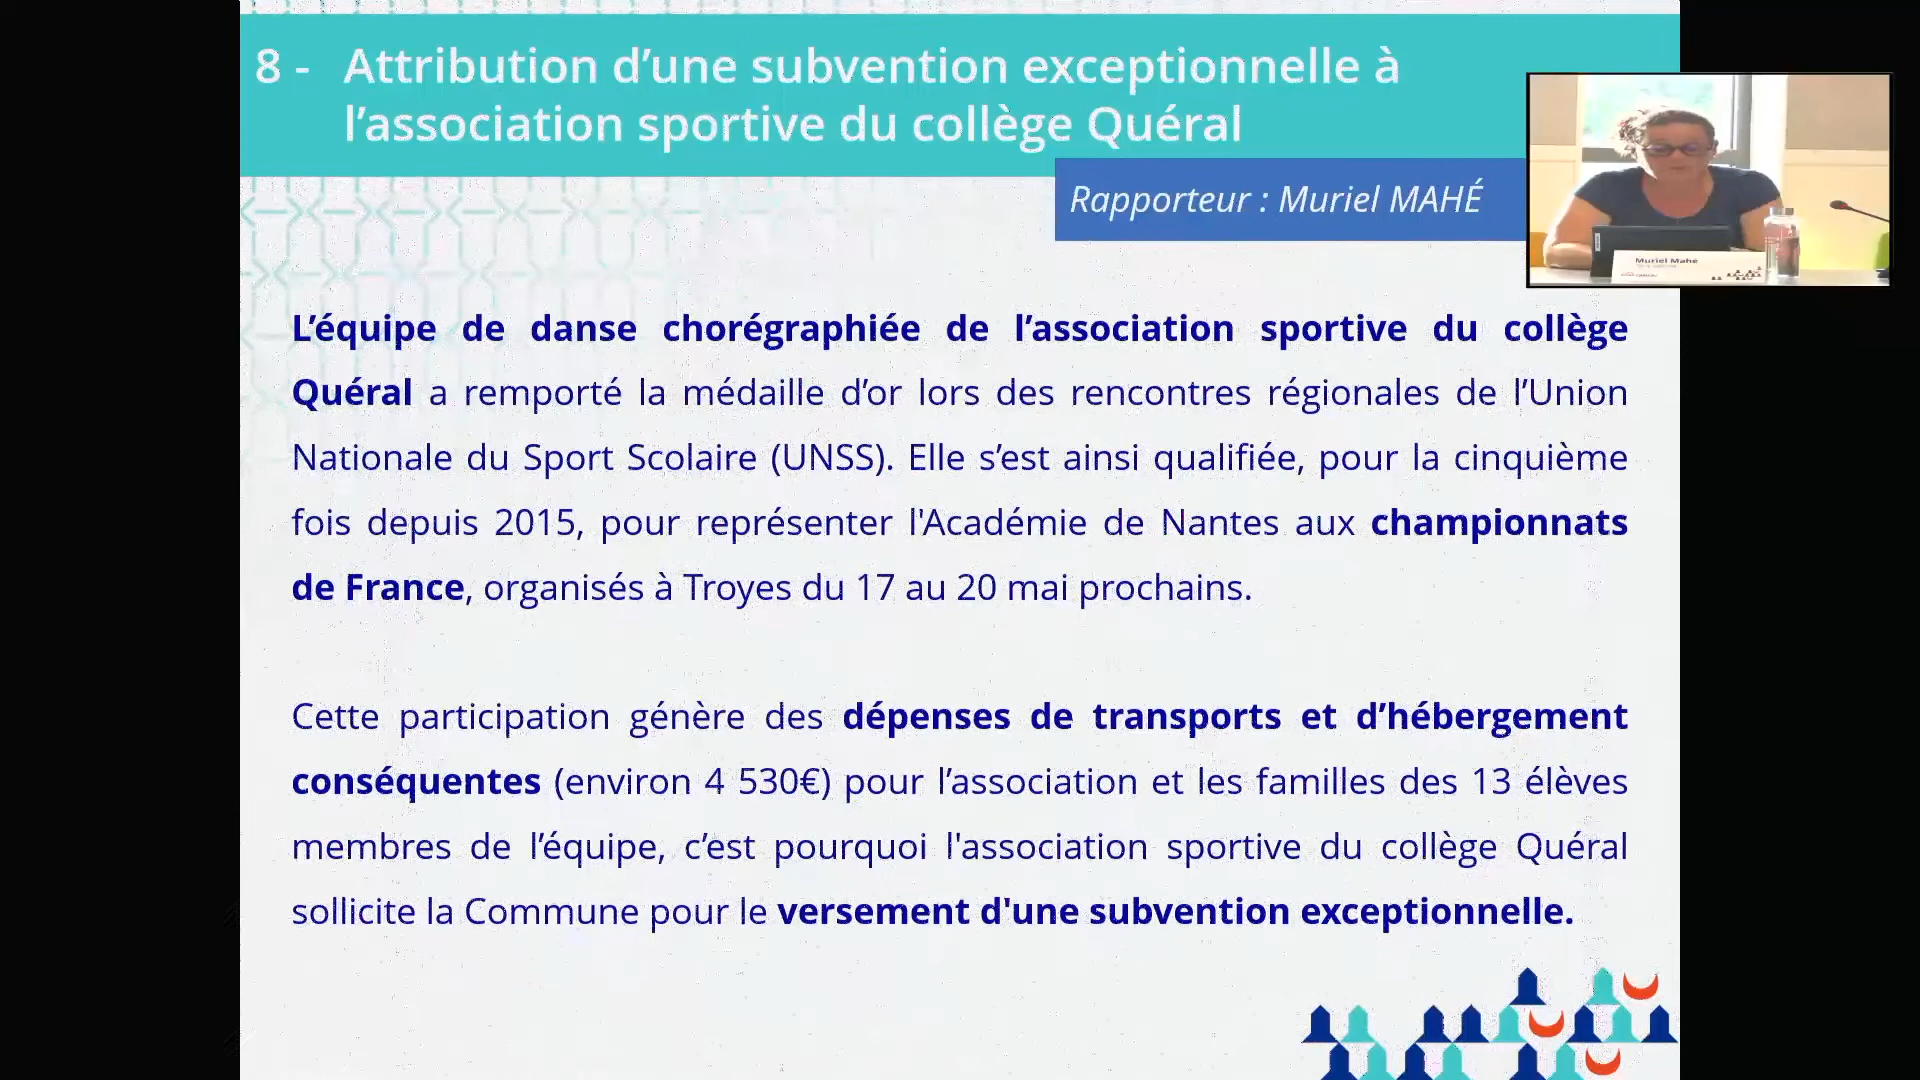 8 - Attribution d’une subvention exceptionnelle à
l’association sportive du collège Quéral
Rapporteur : Muriel MAHÉ
Muriel Mahé
L’équipe de danse chorégraphiée de l’association sportive du collège
Quéral a remporté la médaille d’or lors des rencontres régionales de l’Union
Nationale du Sport Scolaire (UNSS). Elle s’est ainsi qualifiée, pour la cinquième
fois depuis 2015, pour représenter l'Académie de Nantes aux championnats
de France, organisés à Troyes du 17 au 20 mai prochains.
Cette participation génère des dépenses de transports et d’hébergement
conséquentes (environ 4 530€) pour l’association et les familles des 13 élèves
membres de l’équipe, c’est pourquoi l'association sportive du collège Quéral
sollicite la Commune pour le versement d'une subvention exceptionnelle.